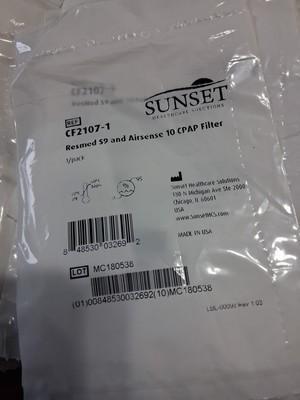 SUNSET
HEALTHCARE SOLUTIONS
REF
CF2107-1
Resmed S9 and Airsense 10 CPAP Filter
1/pack
Sunset Healthcare Solutions
180 N Michigan Ave Ste 2000
Chicago, IL 60601
USA
www.SunsetHCS.com
MADE IN USA
8 48530 03269 2
LOT MC180538
(01)00848530032692(10)MC180538